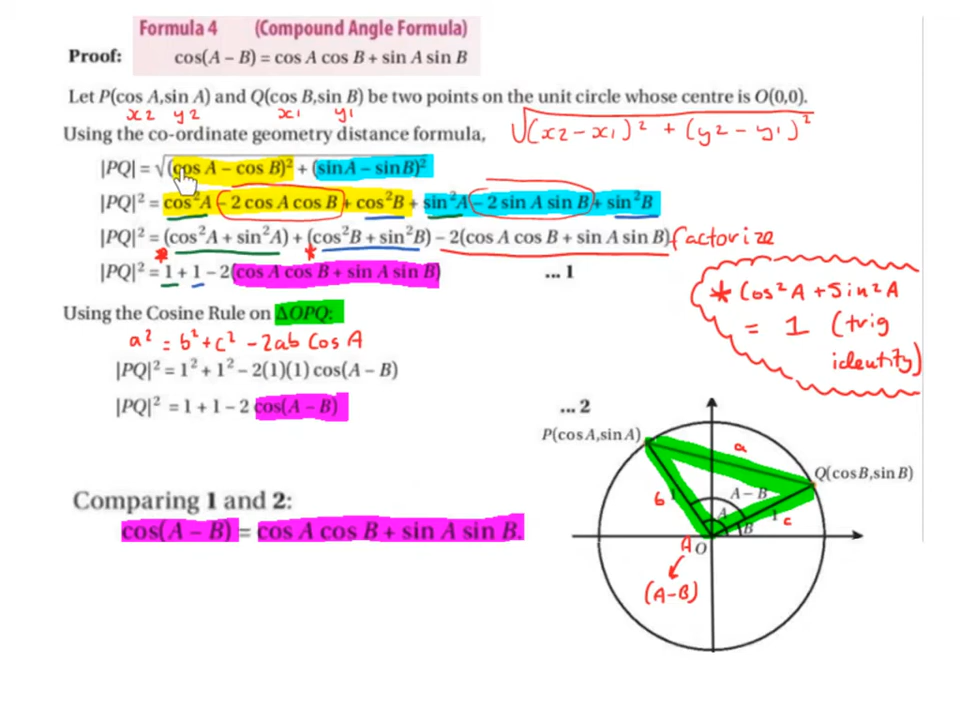 Formula 4 (Compound Angle Formula)
Proof: cos(A − B) = cos A cos B + sin A sin B
Let P(cos A,sin A) and Q(cos B,sin B) be two points on the unit circle whose centre is O(0,0).
x2 y2 x1 y1
Using the co-ordinate geometry distance formula, √(x2 − x1)² + (y2 − y1)²
|PQ| = √(cos A − cos B)² + (sinA − sinB)²
|PQ|² = cos²A − 2 cos A cos B + cos²B + sin²A − 2 sin A sin B + sin²B
|PQ|² = (cos²A + sin²A) + (cos²B + sin²B) − 2(cos A cos B + sin A sin B) factorize
* *
|PQ|² = 1 + 1 − 2(cos A cos B + sin A sin B) ... 1
* Cos²A + Sin²A
= 1 (trig
identity)
Using the Cosine Rule on ΔOPQ:
a² = b² + c² − 2ab Cos A
|PQ|² = 1² + 1² − 2(1)(1) cos(A − B)
|PQ|² = 1 + 1 − 2 cos(A − B) ... 2
P(cosA,sinA)
a
Q(cosB,sinB)
A − B
b 1
1 c
A
B
A O
(A−B)
Comparing 1 and 2:
cos(A − B) = cos A cos B + sin A sin B.